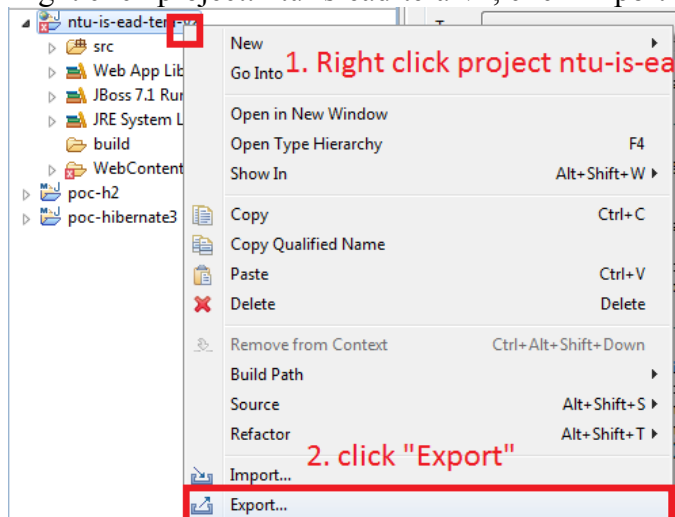 ntu-is-ead-tem
src
Web App Lib
JBoss 7.1 Run
JRE System L
build
WebContent
poc-h2
poc-hibernate3
New
Go Into
1. Right click project ntu-is-ea
Open in New Window
Open Type Hierarchy F4
Show In Alt+Shift+W
Copy Ctrl+C
Copy Qualified Name
Paste Ctrl+V
Delete Delete
Remove from Context Ctrl+Alt+Shift+Down
Build Path
Source Alt+Shift+S
Refactor Alt+Shift+T
2. click "Export"
Import...
Export...